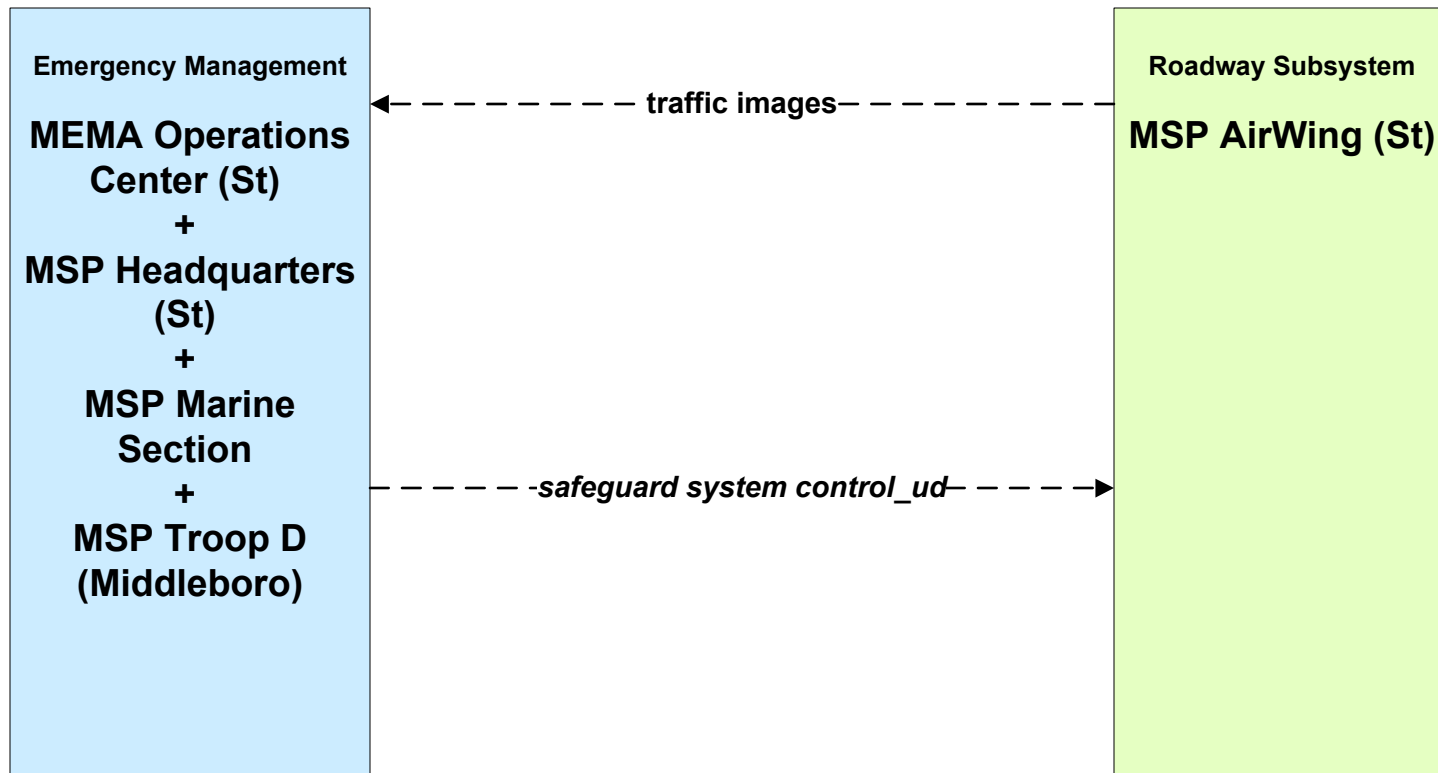 Emergency Management
MEMA Operations
Center (St)
+
MSP Headquarters
(St)
+
MSP Marine
Section
+
MSP Troop D
(Middleboro)
traffic images
safeguard system control_ud
Roadway Subsystem
MSP AirWing (St)